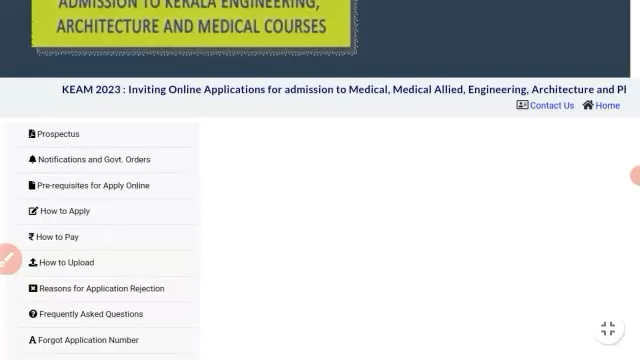 ADMISSION TO KERALA ENGINEERING,
ARCHITECTURE AND MEDICAL COURSES
KEAM 2023 : Inviting Online Applications for admission to Medical, Medical Allied, Engineering, Architecture and
Contact Us Home
Prospectus
Notifications and Govt. Orders
Pre-requisites for Apply Online
How to Apply
How to Pay
How to Upload
Reasons for Application Rejection
Frequently Asked Questions
Forgot Application Number